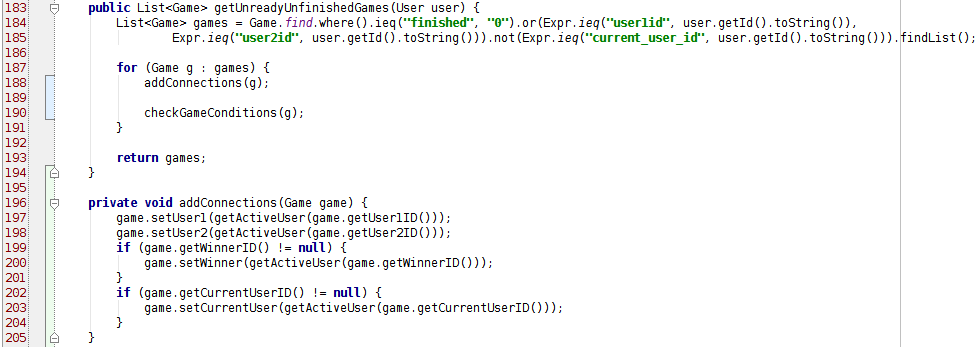 183 public List<Game> getUnreadyUnfinishedGames(User user) {
184 List<Game> games = Game.find.where().ieq("finished", "0").or(Expr.ieq("user1id", user.getId().toString()),
185 Expr.ieq("user2id", user.getId().toString())).not(Expr.ieq("current_user_id", user.getId().toString())).findList();
186
187 for (Game g : games) {
188 addConnections(g);
189
190 checkGameConditions(g);
191 }
192
193 return games;
194 }
195
196 private void addConnections(Game game) {
197 game.setUser1(getActiveUser(game.getUser1ID()));
198 game.setUser2(getActiveUser(game.getUser2ID()));
199 if (game.getWinnerID() != null) {
200 game.setWinner(getActiveUser(game.getWinnerID()));
201 }
202 if (game.getCurrentUserID() != null) {
203 game.setCurrentUser(getActiveUser(game.getCurrentUserID()));
204 }
205 }